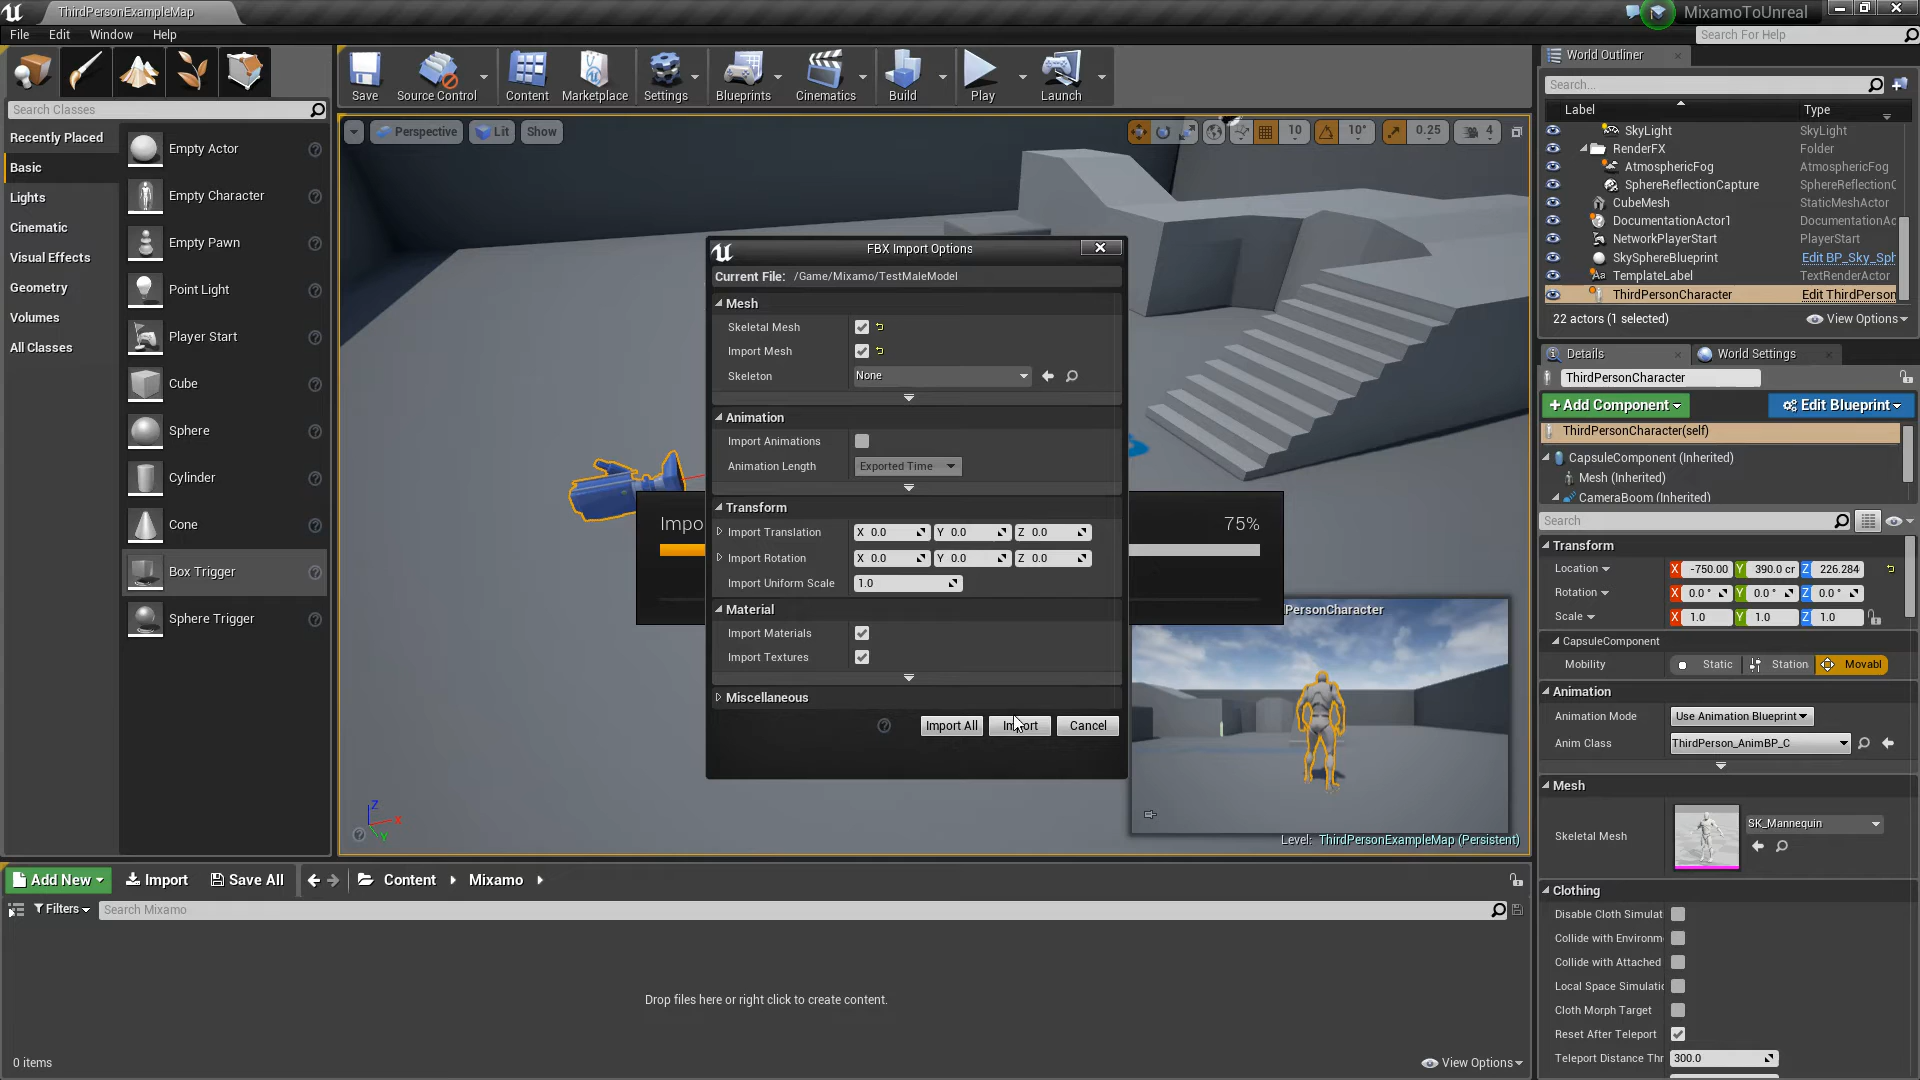 ThirdPersonExampleMap
MixamoToUnreal
File Edit Window Help
Search For Help
Search Classes
Recently Placed
Basic
Lights
Cinematic
Visual Effects
Geometry
Volumes
All Classes
Empty Actor
Empty Character
Empty Pawn
Point Light
Player Start
Cube
Sphere
Cylinder
Cone
Box Trigger
Sphere Trigger
Save Source Control Content Marketplace Settings Blueprints Cinematics Build Play Launch
Perspective Lit Show
10 10° 0.25 4
FBX Import Options
Current File: /Game/Mixamo/TestMaleModel
Mesh
Skeletal Mesh
Import Mesh
Skeleton None
Animation
Import Animations
Animation Length Exported Time
Transform
Import Translation X 0.0 Y 0.0 Z 0.0
Import Rotation X 0.0 Y 0.0 Z 0.0
Import Uniform Scale 1.0
Material
Import Materials
Import Textures
Miscellaneous
Import All Cancel
Impo 75%
PersonCharacter
Z X Y
Level: ThirdPersonExampleMap (Persistent)
World Outliner
Search...
Label Type
SkyLight SkyLight
RenderFX Folder
AtmosphericFog AtmosphericFog
SphereReflectionCapture SphereReflectionC
CubeMesh StaticMeshActor
DocumentationActor1 DocumentationAc
NetworkPlayerStart PlayerStart
SkySphereBlueprint Edit BP_Sky_Sph
TemplateLabel TextRenderActor
ThirdPersonCharacter Edit ThirdPerson
22 actors (1 selected) View Options
Details World Settings
ThirdPersonCharacter
+Add Component Edit Blueprint
ThirdPersonCharacter(self)
CapsuleComponent (Inherited)
Mesh (Inherited)
CameraBoom (Inherited)
Search
Transform
Location X -750.00 Y 390.0 cr Z 226.284
Rotation X 0.0 ° Y 0.0 ° Z 0.0 °
Scale X 1.0 Y 1.0 Z 1.0
CapsuleComponent
Mobility Static Station Movabl
Animation
Animation Mode Use Animation Blueprint
Anim Class ThirdPerson_AnimBP_C
Mesh
Skeletal Mesh SK_Mannequin
Clothing
Disable Cloth Simulat
Collide with Environm
Collide with Attached
Local Space Simulatio
Cloth Morph Target
Reset After Teleport
Teleport Distance Thr 300.0
Add New Import Save All Content Mixamo
Filters Search Mixamo
Drop files here or right click to create content.
0 items View Options